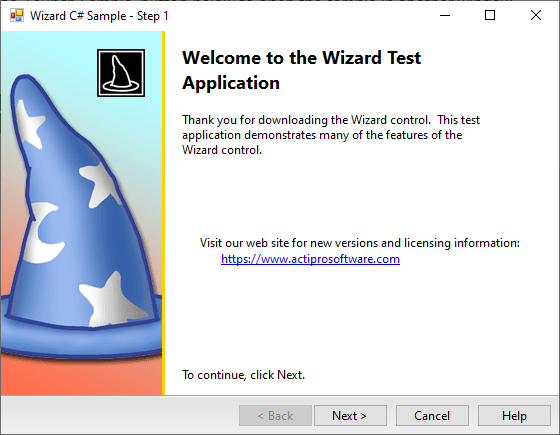 Wizard C# Sample - Step 1
Welcome to the Wizard Test
Application
Thank you for downloading the Wizard control.  This test
application demonstrates many of the features of the
Wizard control.
Visit our web site for new versions and licensing information:
https://www.actiprosoftware.com
To continue, click Next.
< Back
Next >
Cancel
Help